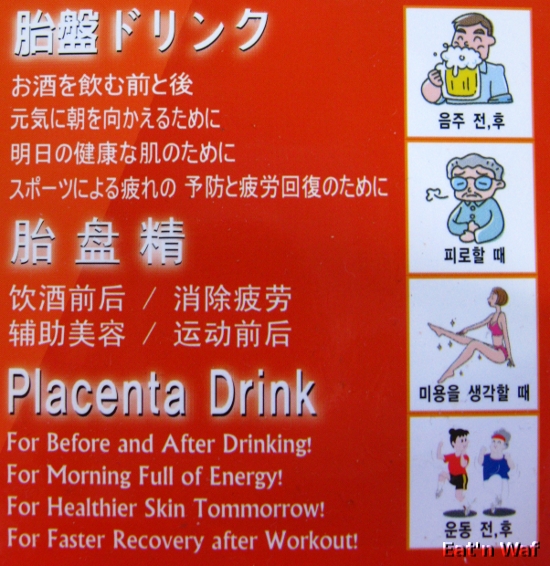 胎盤ドリンク
お酒を飲む前と後
元気に朝を向かえるために
明日の健康な肌のために
スポーツによる疲れの 予防と疲労回復のために
胎 盘 精
饮酒前后 / 消除疲劳
辅助美容 / 运动前后
Placenta Drink
For Before and After Drinking!
For Morning Full of Energy!
For Healthier Skin Tommorrow!
For Faster Recovery after Workout!
음주 전,후
피로할 때
미용을 생각할 때
운동 전,후
Eat'n Waf